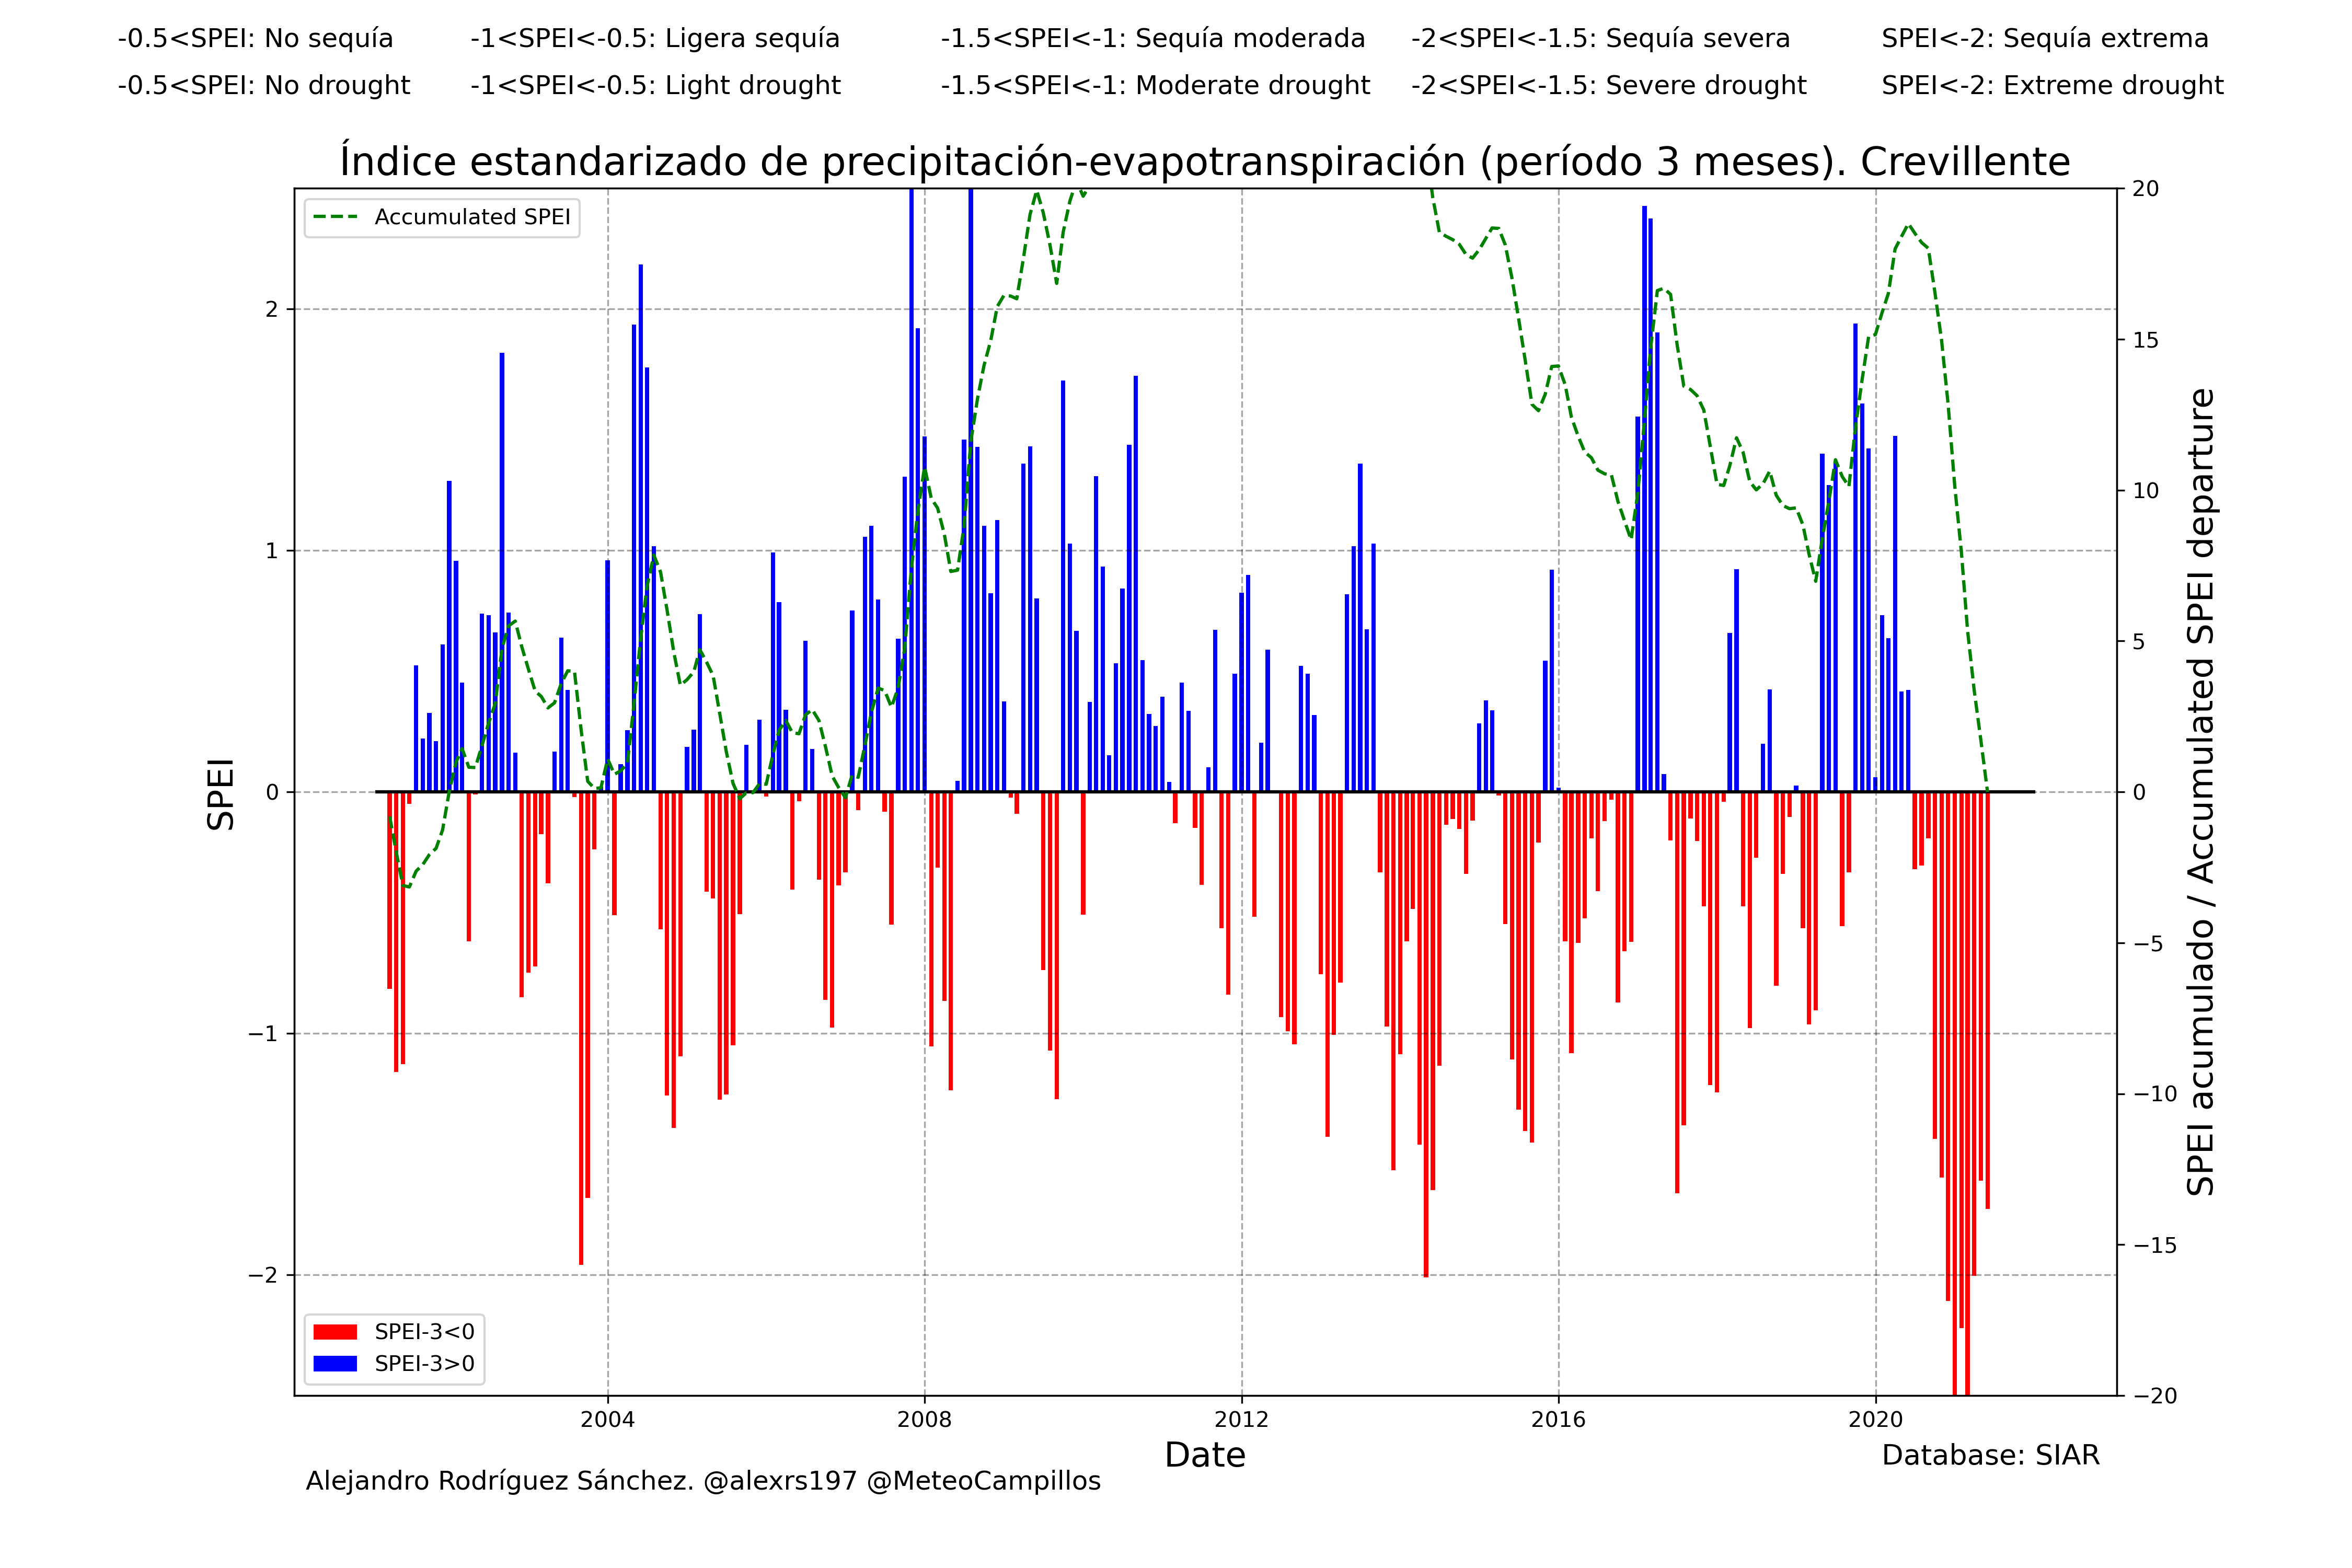 -0.5<SPEI: No sequía -1<SPEI<-0.5: Ligera sequía -1.5<SPEI<-1: Sequía moderada -2<SPEI<-1.5: Sequía severa SPEI<-2: Sequía extrema
-0.5<SPEI: No drought -1<SPEI<-0.5: Light drought -1.5<SPEI<-1: Moderate drought -2<SPEI<-1.5: Severe drought SPEI<-2: Extreme drought
Índice estandarizado de precipitación-evapotranspiración (período 3 meses). Crevillente
Accumulated SPEI
SPEI
2
1
0
−1
−2
20
15
10
5
0
−5
−10
−15
−20
SPEI acumulado / Accumulated SPEI departure
SPEI-3<0
SPEI-3>0
2004 2008 2012 2016 2020
Date
Database: SIAR
Alejandro Rodríguez Sánchez. @alexrs197 @MeteoCampillos